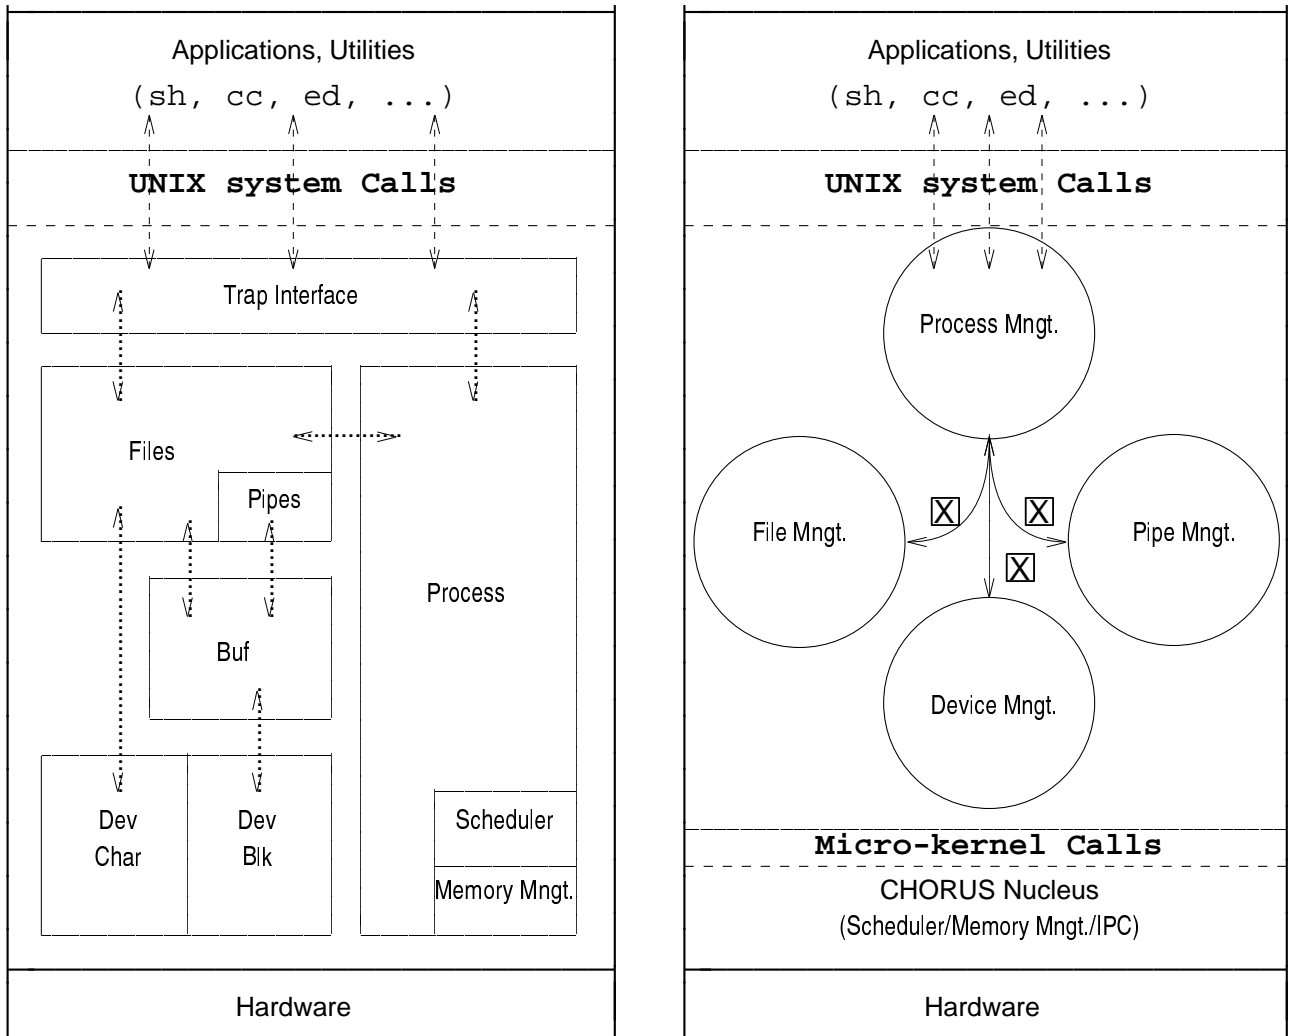 Applications, Utilities
(sh, cc, ed, ...)
UNIX system Calls
Trap Interface
Files
Pipes
Process
Buf
Dev
Char
Dev
Blk
Scheduler
Memory Mngt.
Hardware
Applications, Utilities
(sh, cc, ed, ...)
UNIX system Calls
Process Mngt.
File Mngt.
X
X
Pipe Mngt.
X
Device Mngt.
Micro-kernel Calls
CHORUS Nucleus
(Scheduler/Memory Mngt./IPC)
Hardware